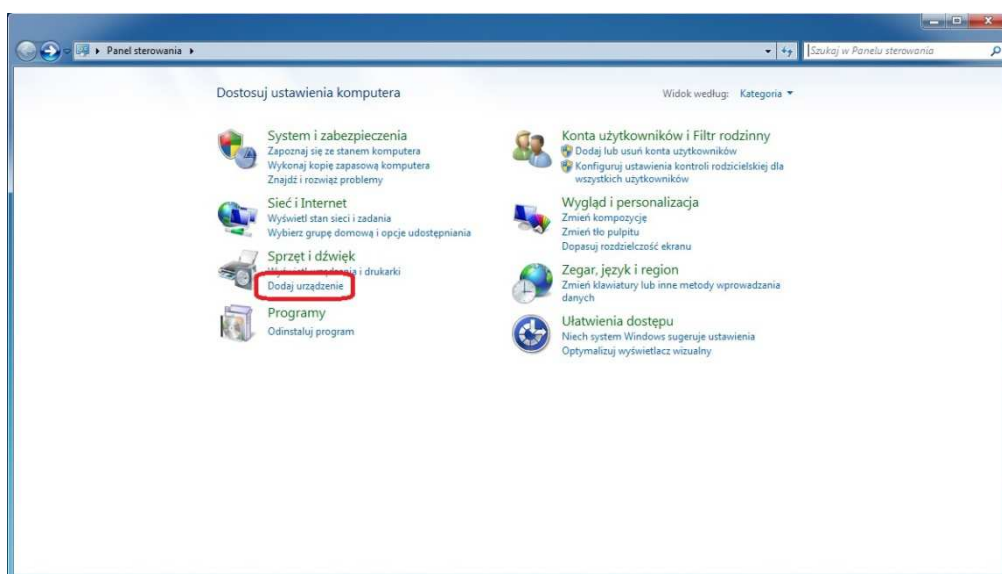 Panel sterowania
Szukaj w Panelu sterowania
Dostosuj ustawienia komputera
Widok według: Kategoria
System i zabezpieczenia
Zapoznaj się ze stanem komputera
Wykonaj kopię zapasową komputera
Znajdź i rozwiąż problemy
Sieć i Internet
Wyświetl stan sieci i zadania
Wybierz grupę domową i opcje udostępniania
Sprzęt i dźwięk
Wyświetl urządzenia i drukarki
Dodaj urządzenie
Programy
Odinstaluj program
Konta użytkowników i Filtr rodzinny
Dodaj lub usuń konta użytkowników
Konfiguruj ustawienia kontroli rodzicielskiej dla
wszystkich użytkowników
Wygląd i personalizacja
Zmień kompozycję
Zmień tło pulpitu
Dopasuj rozdzielczość ekranu
Zegar, język i region
Zmień klawiatury lub inne metody wprowadzania
danych
Ułatwienia dostępu
Niech system Windows sugeruje ustawienia
Optymalizuj wyświetlacz wizualny